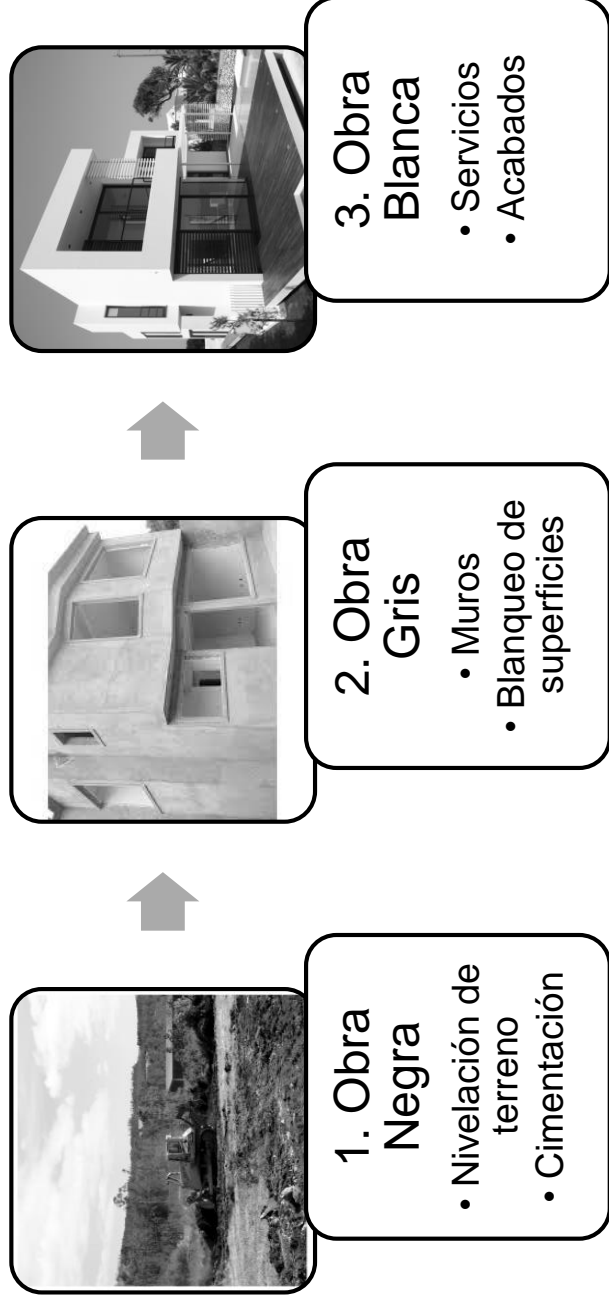 1. Obra
Negra
• Nivelación de
terreno
• Cimentación
2. Obra
Gris
• Muros
• Blanqueo de
superficies
3. Obra
Blanca
• Servicios
• Acabados